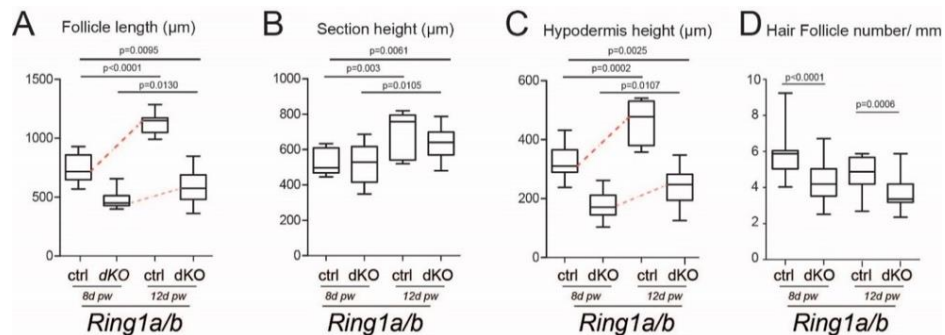 A Follicle length (µm)
p=0.0095
p<0.0001
p=0.0130
1500
1000
500
0
ctrl dKO ctrl dKO
8d pw 12d pw
Ring1a/b
B Section height (µm)
p=0.0061
p=0.003
p=0.0105
1000
800
600
400
200
0
ctrl dKO ctrl dKO
8d pw 12d pw
Ring1a/b
C Hypodermis height (µm)
p=0.0025
p=0.0002
p=0.0107
600
400
200
0
ctrl dKO ctrl dKO
8d pw 12d pw
Ring1a/b
D Hair Follicle number/ mm
p<0.0001
p=0.0006
10
8
6
4
2
0
ctrl dKO ctrl dKO
8d pw 12d pw
Ring1a/b